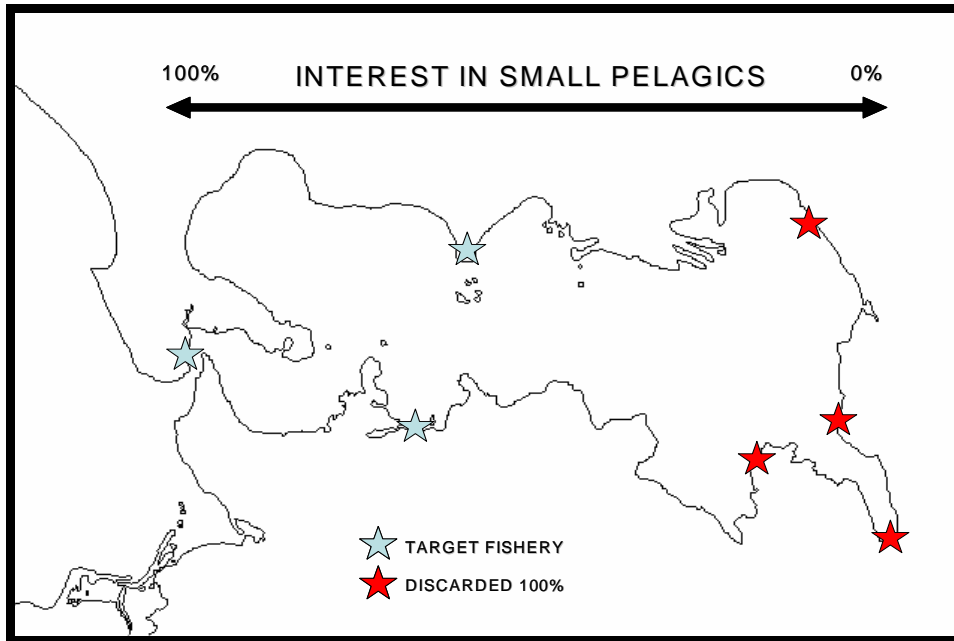 100% INTEREST IN SMALL PELAGICS 0%
TARGET FISHERY
DISCARDED 100%